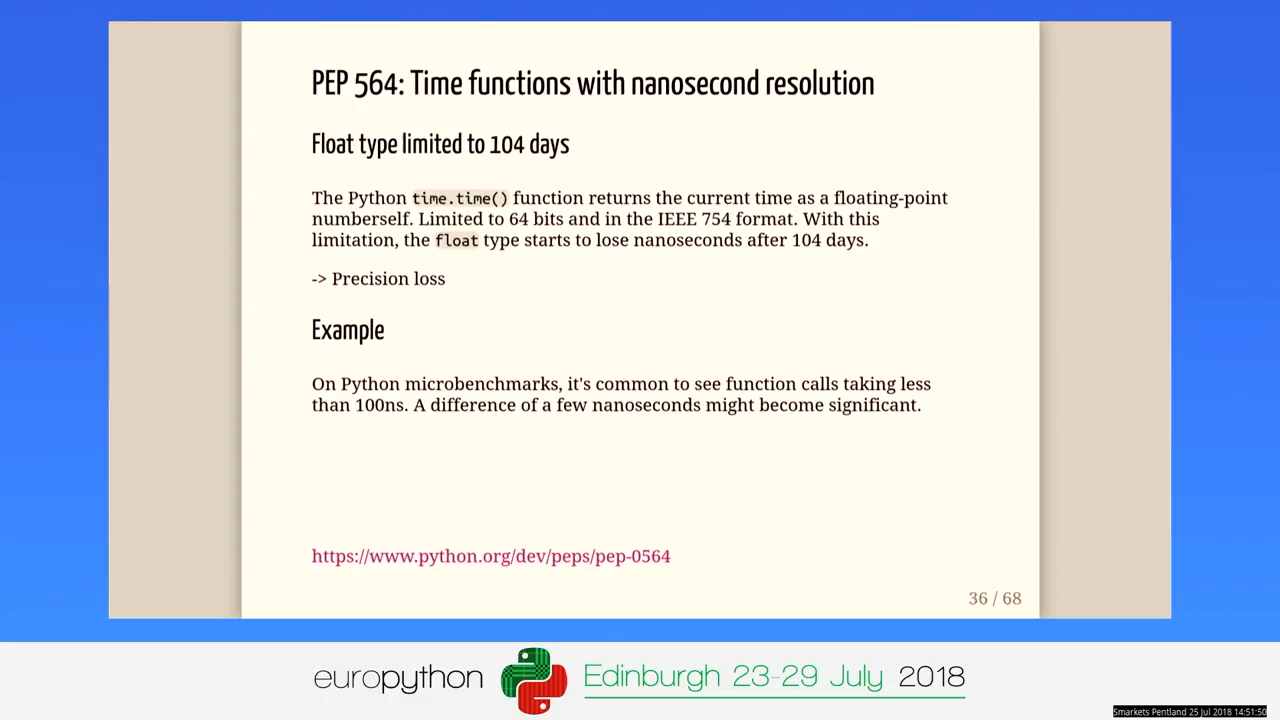 PEP 564: Time functions with nanosecond resolution
Float type limited to 104 days
The Python time.time() function returns the current time as a floating-point
numberself. Limited to 64 bits and in the IEEE 754 format. With this
limitation, the float type starts to lose nanoseconds after 104 days.
-> Precision loss
Example
On Python microbenchmarks, it's common to see function calls taking less
than 100ns. A difference of a few nanoseconds might become significant.
https://www.python.org/dev/peps/pep-0564
36 / 68
europython Edinburgh 23-29 July 2018
Smarkets Pentland 25 Jul 2018 14:51:50